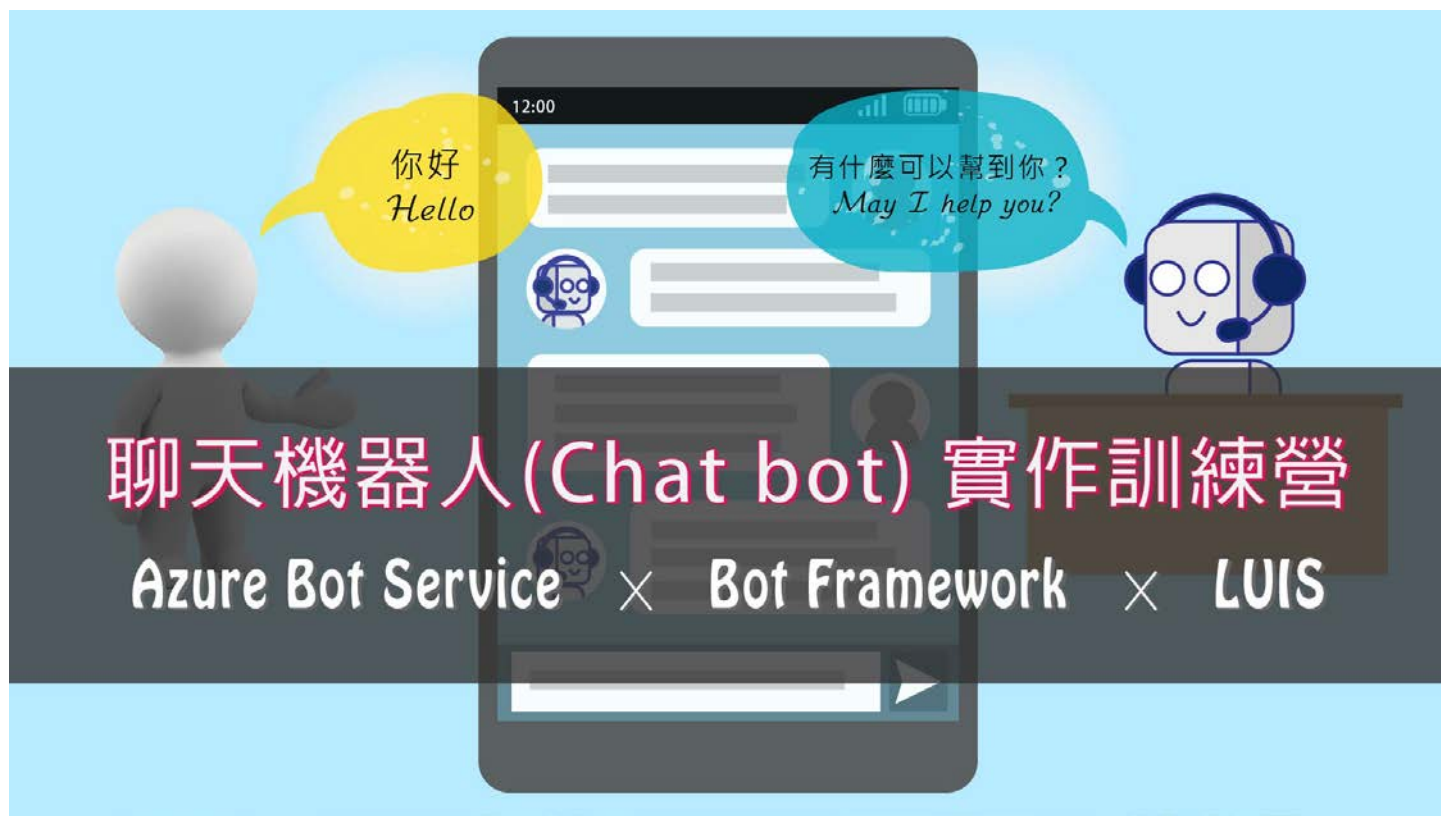 12:00
你好
Hello
有什麼可以幫到你？
May I help you?
聊天機器人(Chat bot) 實作訓練營
Azure Bot Service × Bot Framework × LUIS